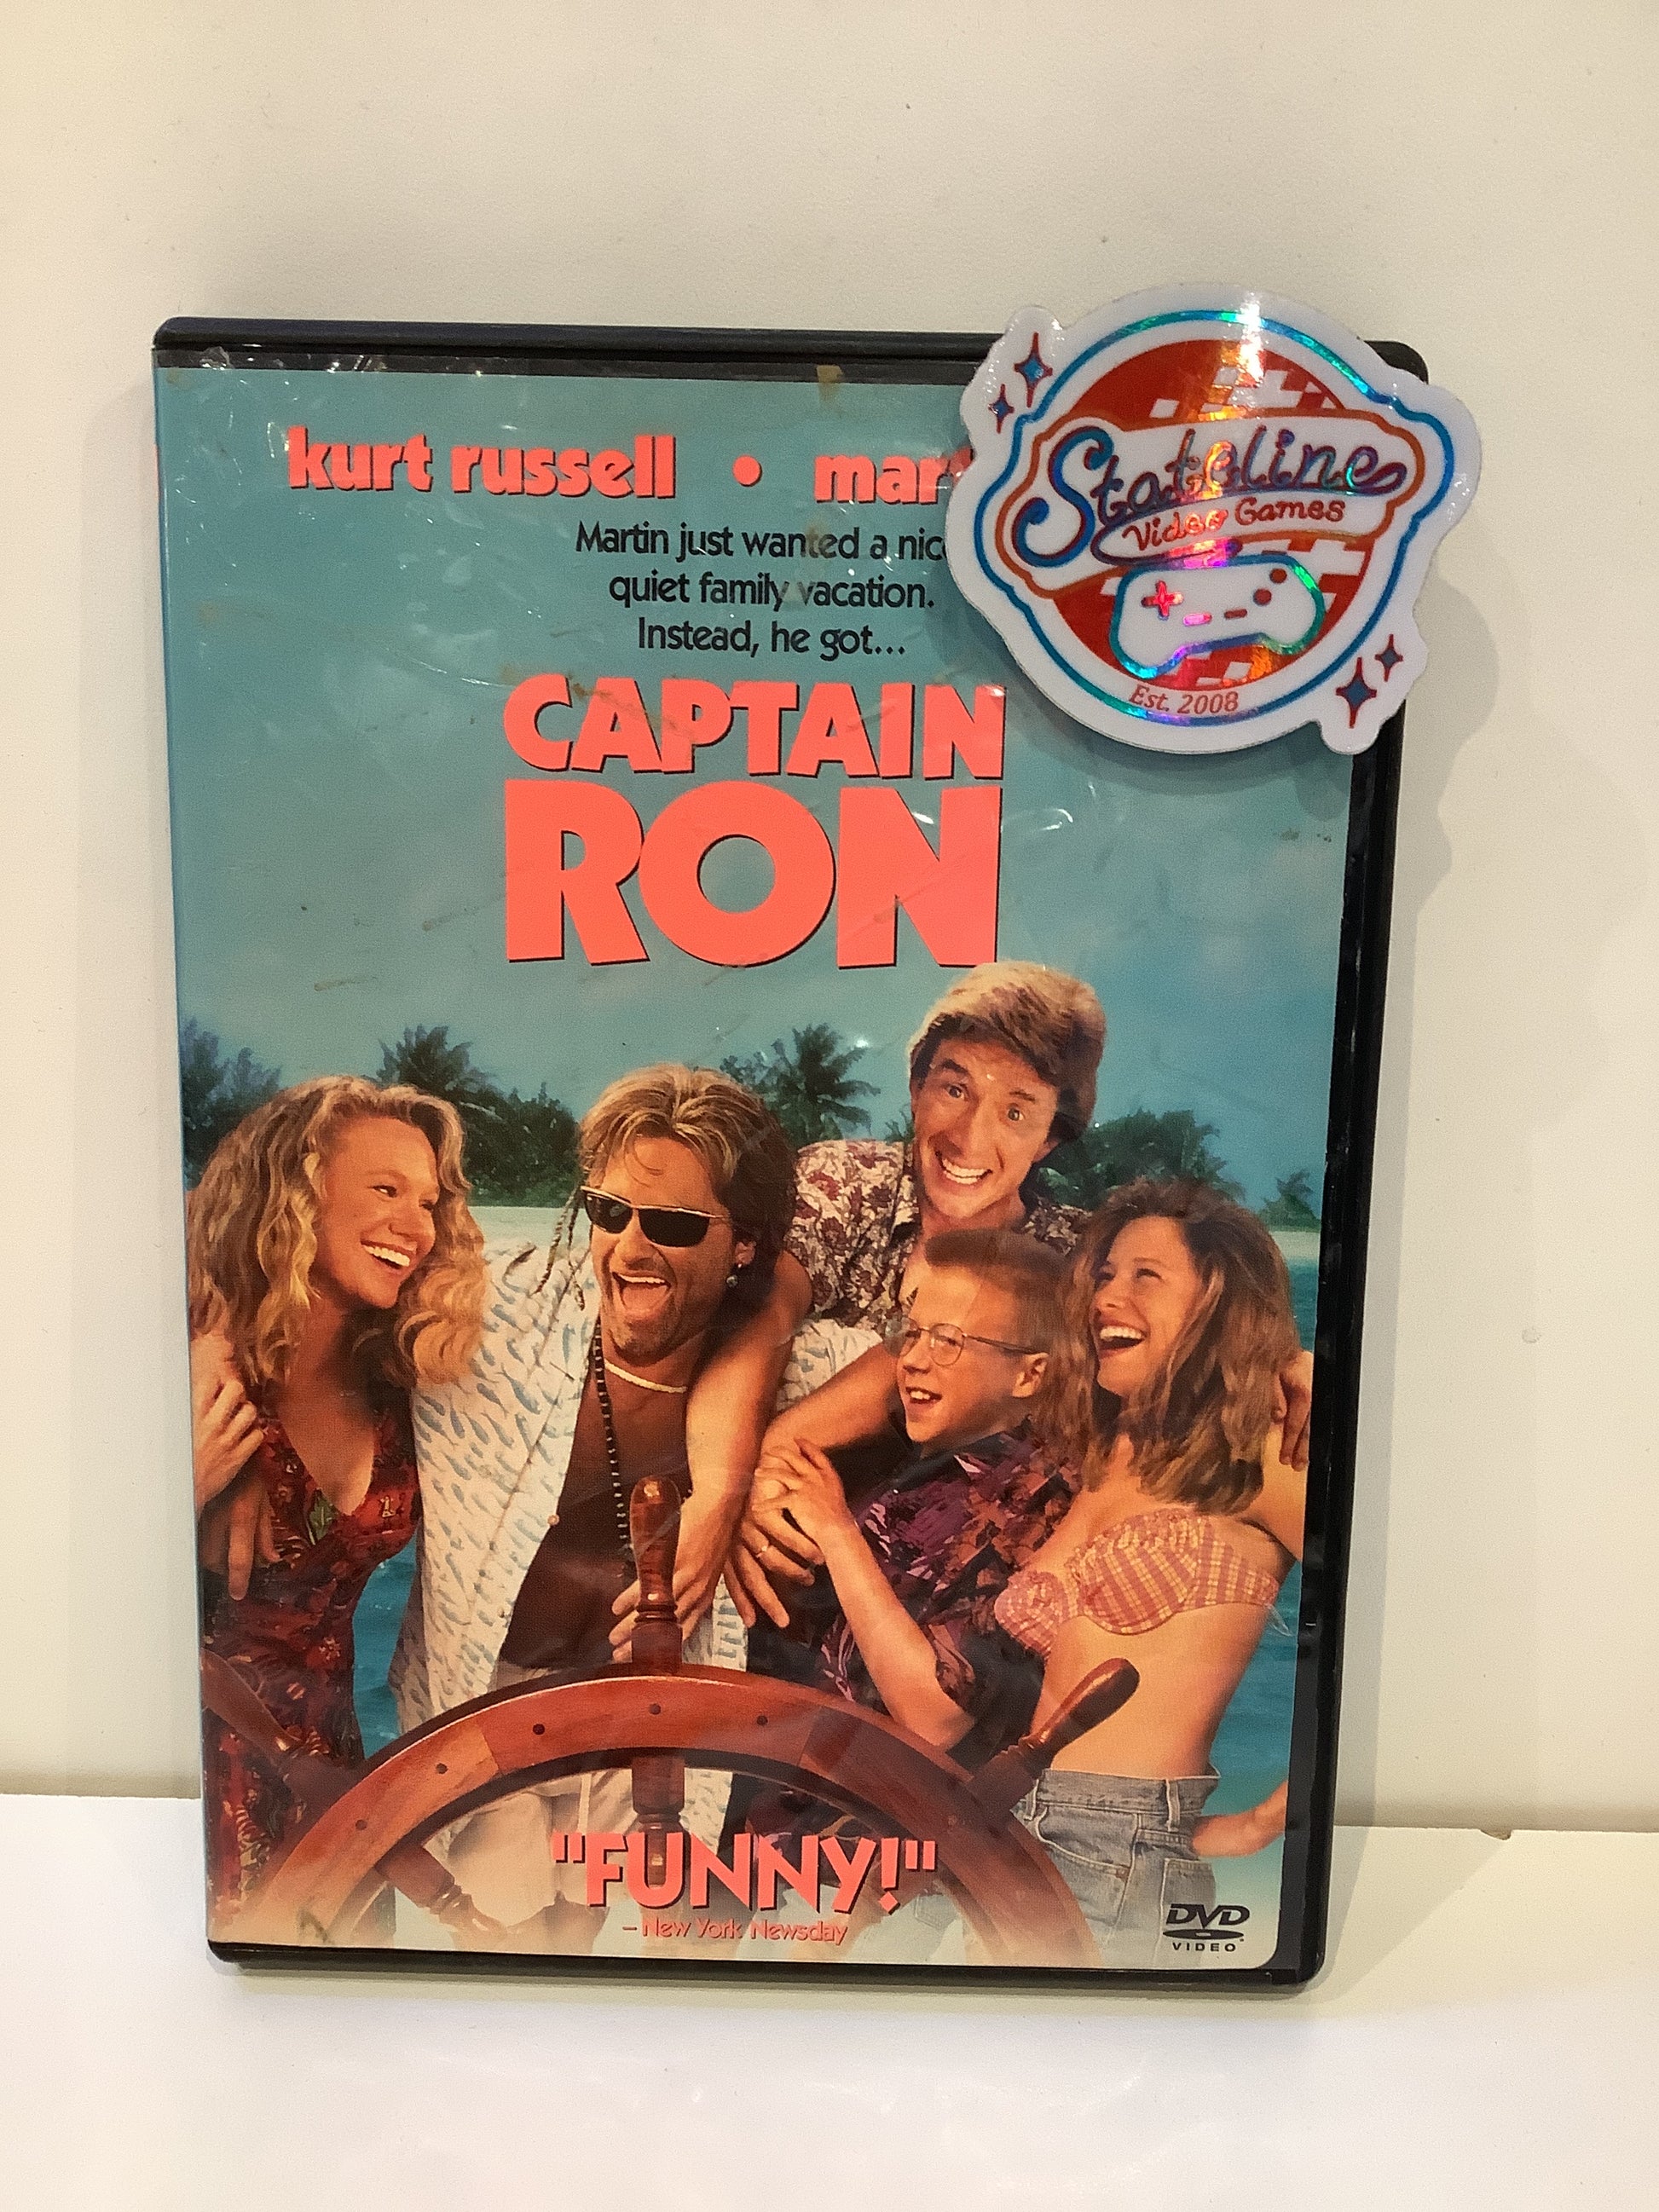 kurt russell • mar
Martin just wanted a nic
quiet family vacation.
Instead, he got...
CAPTAIN
RON
Stateline
Video Games
Est. 2008
"FUNNY!"
– New York Newsday
DVD
VIDEO